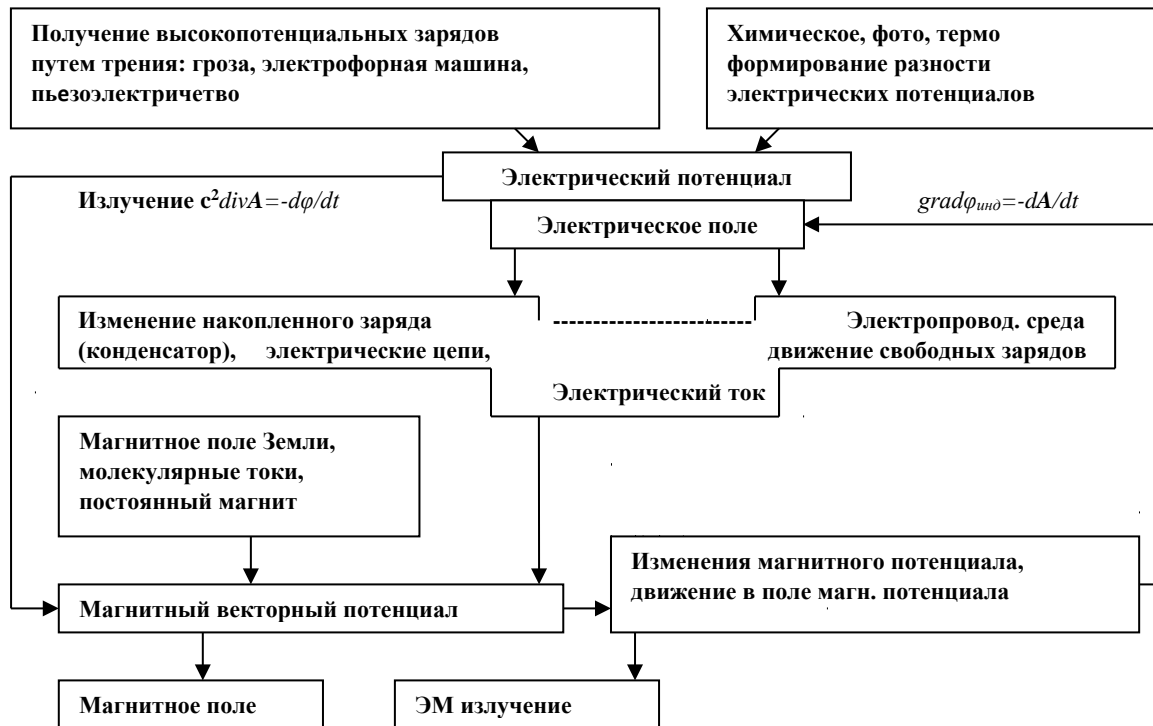 Получение высокопотенциальных зарядов
путем трения: гроза, электрофорная машина,
пьезоэлектричетво
Химическое, фото, термо
формирование разности
электрических потенциалов
Электрический потенциал
Излучение c²divA=-dφ/dt
gradφинд=-dA/dt
Электрическое поле
Изменение накопленного заряда
(конденсатор), электрические цепи,
Электропровод. среда
движение свободных зарядов
Электрический ток
Магнитное поле Земли,
молекулярные токи,
постоянный магнит
Изменения магнитного потенциала,
движение в поле магн. потенциала
Магнитный векторный потенциал
Магнитное поле
ЭМ излучение